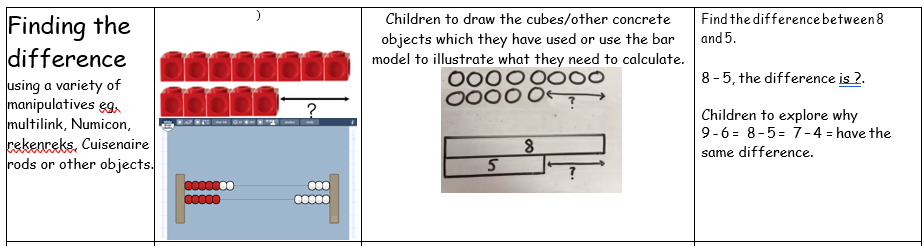 Finding the
difference
using a variety of
manipulatives eg,
multilink, Numicon,
rekenreks, Cuisenaire
rods or other objects.
)
?
Children to draw the cubes/other concrete
objects which they have used or use the bar
model to illustrate what they need to calculate.
?
8
5
?
Find the difference between 8
and 5.
8 – 5, the difference is ?.
Children to explore why
9 - 6 = 8 – 5 = 7 – 4 = have the
same difference.